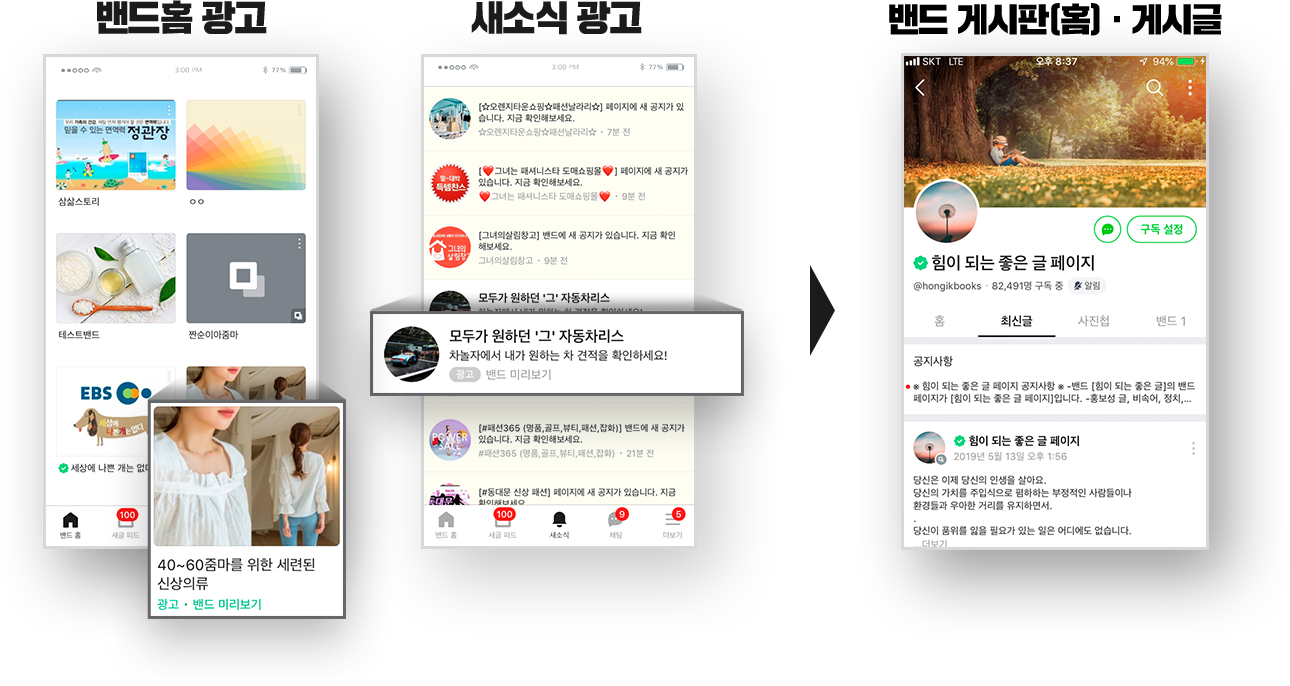 밴드홈 광고
새소식 광고
밴드 게시판(홈) · 게시글
3:00 PM
77%
우리 가족의 건강
믿을 수 있는 면역력 정관장
삼삶스토리
ㅇㅇ
테스트밴드
짠순이아줌마
EBS
세상에
나쁜개는없다
세상에 나쁜 개는 없다
밴드 홈
100
새글 피드
40~60줌마를 위한 세련된
신상의류
광고 · 밴드 미리보기
3:00 PM
77%
[☆오렌지타운쇼핑☆패션날라리☆] 페이지에 새 공지가 있
습니다. 지금 확인해보세요.
☆오렌지타운쇼핑☆패션날라리☆ · 7분 전
특템찬스
[❤️그녀는 패셔니스타 도매쇼핑몰❤️] 페이지에 새 공지가
있습니다. 지금 확인해보세요.
❤️그녀는 패셔니스타 도매쇼핑몰❤️ · 9분 전
그녀의
살림창고
[그녀의살림창고] 밴드에 새 공지가 있습니다. 지금 확인
해보세요.
그녀의살림창고 · 9분 전
모두가 원하던 '그' 자동차리스
모두가 원하던 '그' 자동차리스
차놀자에서 내가 원하는 차 견적을 확인하세요!
광고 밴드 미리보기
POWER
SALE
[#패션365 (명품,골프,뷰티,패션,잡화)] 밴드에 새 공지가
있습니다. 지금 확인해보세요.
#패션365 (명품,골프,뷰티,패션,잡화) · 21분 전
동대문
[#동대문 신상 패션] 페이지에 새 공지가 있습니다. 지금
확인해보세요.
100
9
5
밴드 홈
새글 피드
새소식
채팅
더보기
SKT LTE
오후 8:37
94%
구독 설정
힘이 되는 좋은 글 페이지
@hongikbooks · 82,491명 구독 중
알림
홈
최신글
사진첩
밴드 1
공지사항
※ 힘이 되는 좋은 글 페이지 공지사항 ※ -밴드 [힘이 되는 좋은 글]의 밴드
페이지가 [힘이 되는 좋은 글 페이지]입니다. -홍보성 글, 비속어, 정치,...
힘이 되는 좋은 글 페이지
2019년 5월 13일 오후 1:56
당신은 이제 당신의 인생을 살아요.
당신의 가치를 주입식으로 폄하하는 부정적인 사람들이나
환경들과 우아한 거리를 유지하면서.
.
당신이 품위를 잃을 필요가 있는 일은 어디에도 없습니다.
더보기